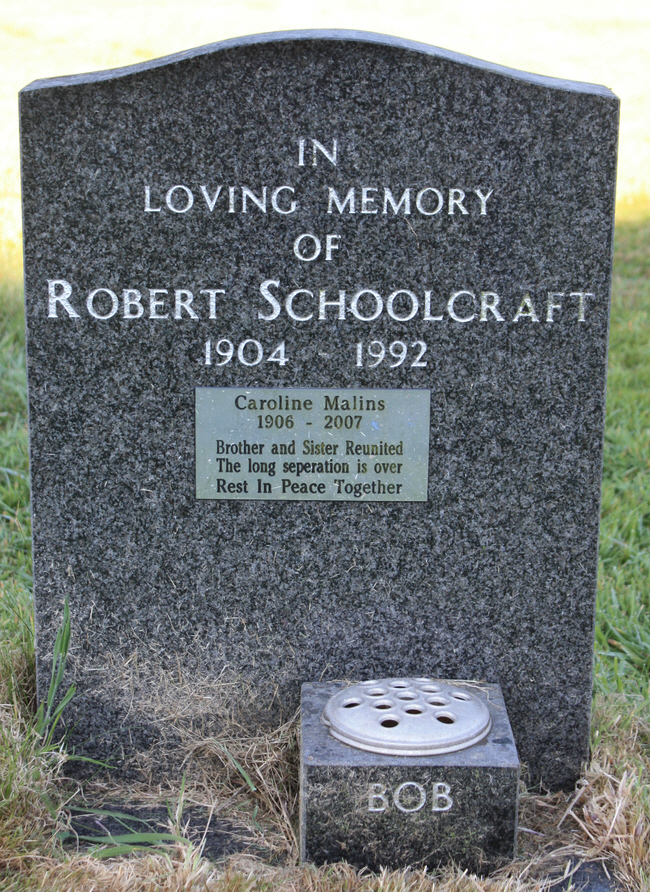 IN
LOVING MEMORY
OF
ROBERT SCHOOLCRAFT
1904 - 1992
Caroline Malins
1906 - 2007
Brother and Sister Reunited
The long seperation is over
Rest In Peace Together
BOB